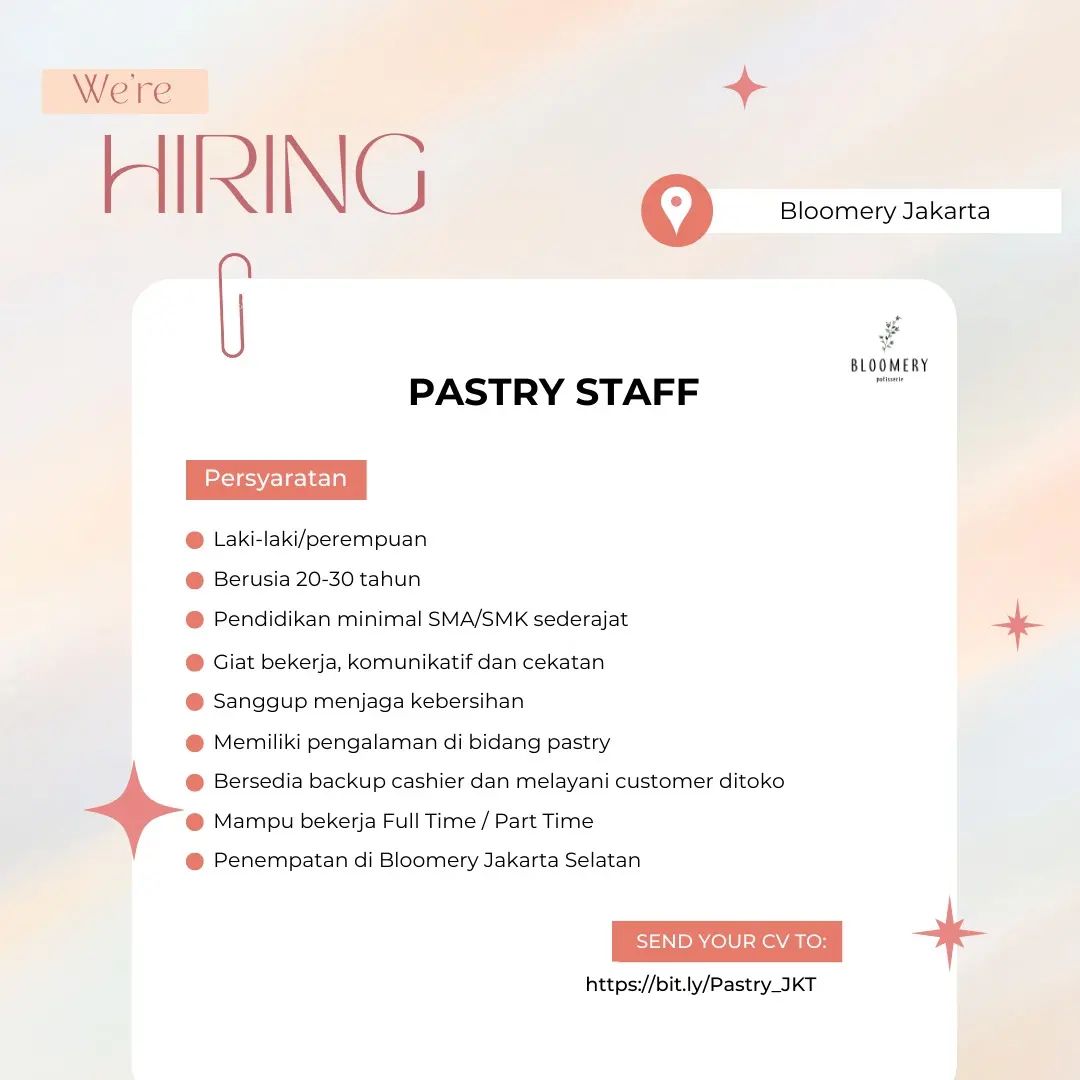 We're
HIRING
Bloomery Jakarta
BLOOMERY
patisserie
PASTRY STAFF
Persyaratan
Laki-laki/perempuan
Berusia 20-30 tahun
Pendidikan minimal SMA/SMK sederajat
Giat bekerja, komunikatif dan cekatan
Sanggup menjaga kebersihan
Memiliki pengalaman di bidang pastry
Bersedia backup cashier dan melayani customer ditoko
Mampu bekerja Full Time / Part Time
Penempatan di Bloomery Jakarta Selatan
SEND YOUR CV TO:
https://bit.ly/Pastry_JKT